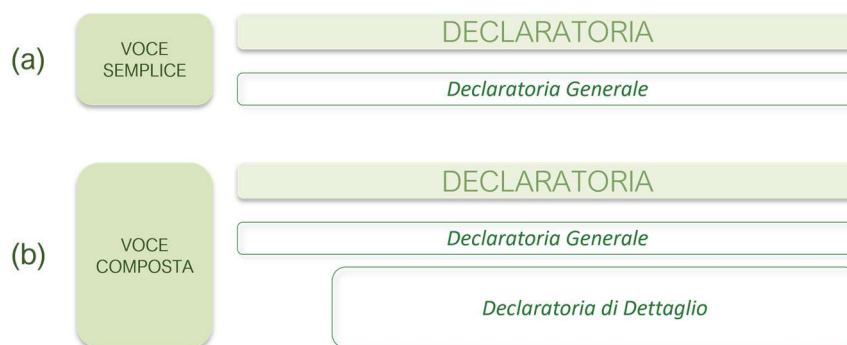 (a)
VOCE
SEMPLICE
DECLARATORIA
Declaratoria Generale
(b)
VOCE
COMPOSTA
DECLARATORIA
Declaratoria Generale
Declaratoria di Dettaglio